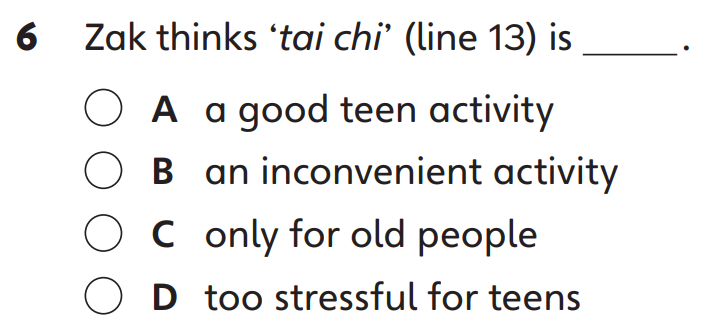 6 Zak thinks ‘tai chi’ (line 13) is ______.
A a good teen activity
B an inconvenient activity
C only for old people
D too stressful for teens